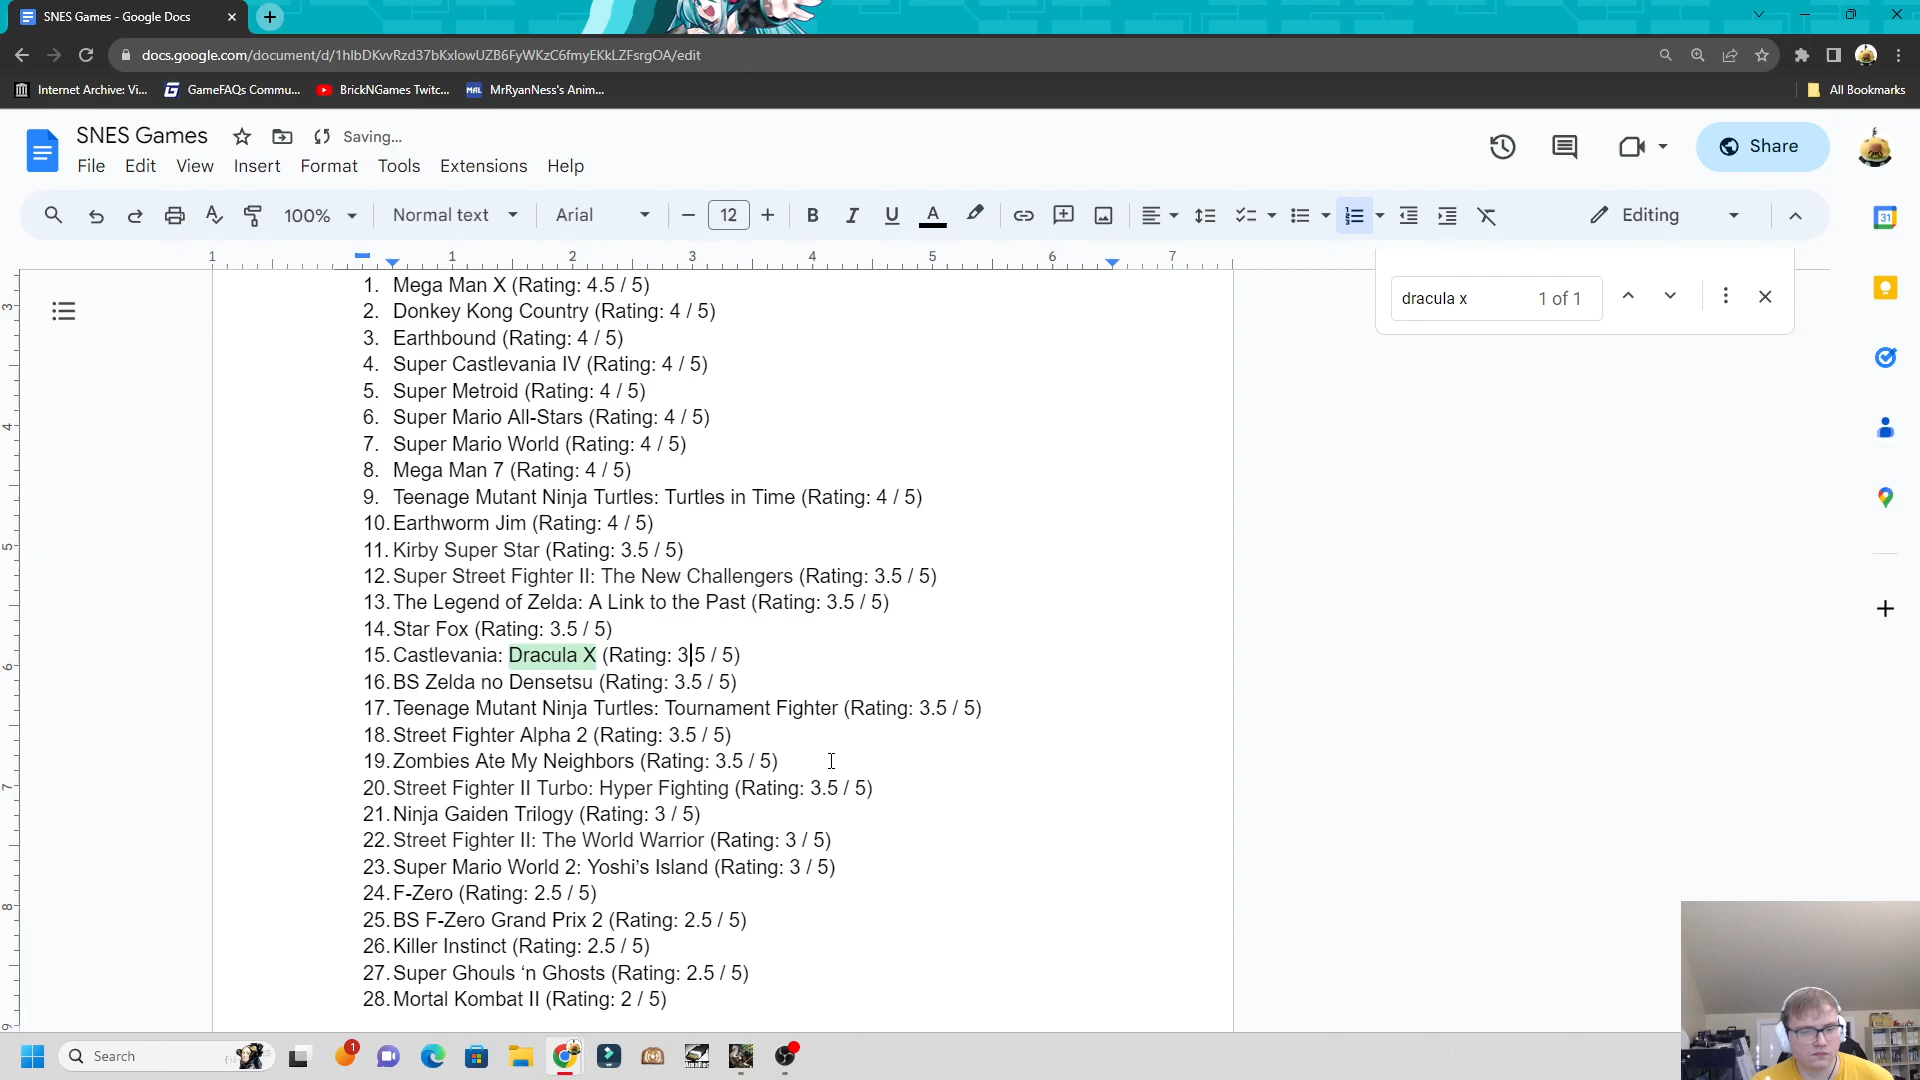 SNES Games - Google Docs
docs.google.com/document/d/1hIbDKvvRzd37bKxlowUZB6FyWKzC6fmyEKkLZFsrgOA/edit
Internet Archive: Vi... GameFAQs Commu... BrickNGames Twitc... MrRyanNess's Anim... All Bookmarks
SNES Games Saving...
File Edit View Insert Format Tools Extensions Help
Share
100% Normal text Arial 12 Editing
1 1 2 3 4 5 6 7
dracula x 1 of 1
1. Mega Man X (Rating: 4.5 / 5)
2. Donkey Kong Country (Rating: 4 / 5)
3. Earthbound (Rating: 4 / 5)
4. Super Castlevania IV (Rating: 4 / 5)
5. Super Metroid (Rating: 4 / 5)
6. Super Mario All-Stars (Rating: 4 / 5)
7. Super Mario World (Rating: 4 / 5)
8. Mega Man 7 (Rating: 4 / 5)
9. Teenage Mutant Ninja Turtles: Turtles in Time (Rating: 4 / 5)
10. Earthworm Jim (Rating: 4 / 5)
11. Kirby Super Star (Rating: 3.5 / 5)
12. Super Street Fighter II: The New Challengers (Rating: 3.5 / 5)
13. The Legend of Zelda: A Link to the Past (Rating: 3.5 / 5)
14. Star Fox (Rating: 3.5 / 5)
15. Castlevania: Dracula X (Rating: 3.5 / 5)
16. BS Zelda no Densetsu (Rating: 3.5 / 5)
17. Teenage Mutant Ninja Turtles: Tournament Fighter (Rating: 3.5 / 5)
18. Street Fighter Alpha 2 (Rating: 3.5 / 5)
19. Zombies Ate My Neighbors (Rating: 3.5 / 5)
20. Street Fighter II Turbo: Hyper Fighting (Rating: 3.5 / 5)
21. Ninja Gaiden Trilogy (Rating: 3 / 5)
22. Street Fighter II: The World Warrior (Rating: 3 / 5)
23. Super Mario World 2: Yoshi’s Island (Rating: 3 / 5)
24. F-Zero (Rating: 2.5 / 5)
25. BS F-Zero Grand Prix 2 (Rating: 2.5 / 5)
26. Killer Instinct (Rating: 2.5 / 5)
27. Super Ghouls ‘n Ghosts (Rating: 2.5 / 5)
28. Mortal Kombat II (Rating: 2 / 5)
Search 1